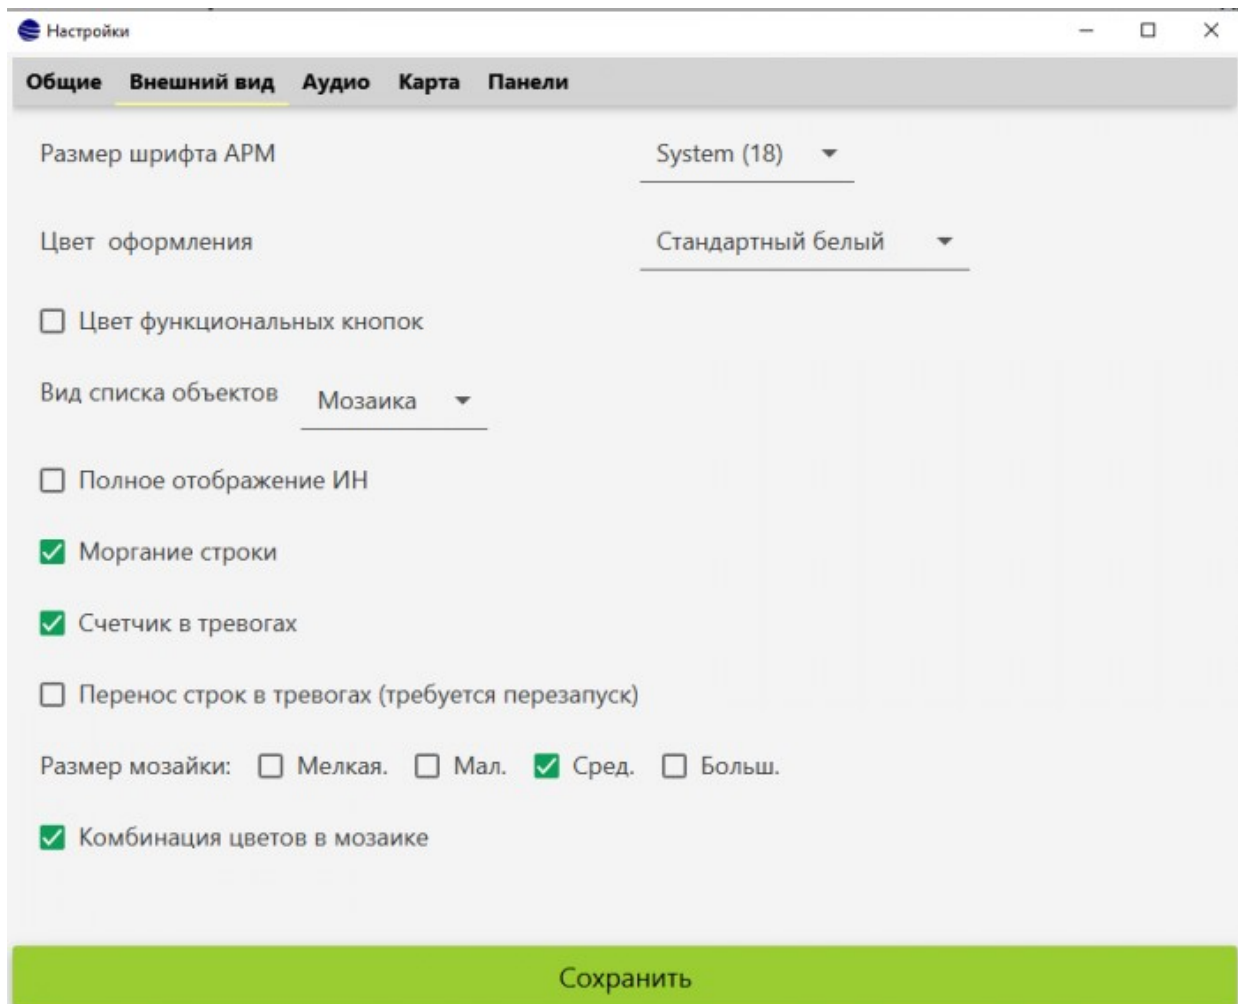 Настройки
Общие Внешний вид Аудио Карта Панели
Размер шрифта АРМ System (18)
Цвет оформления Стандартный белый
Цвет функциональных кнопок
Вид списка объектов Мозаика
Полное отображение ИН
Моргание строки
Счетчик в тревогах
Перенос строк в тревогах (требуется перезапуск)
Размер мозайки: Мелкая. Мал. Сред. Больш.
Комбинация цветов в мозаике
Сохранить